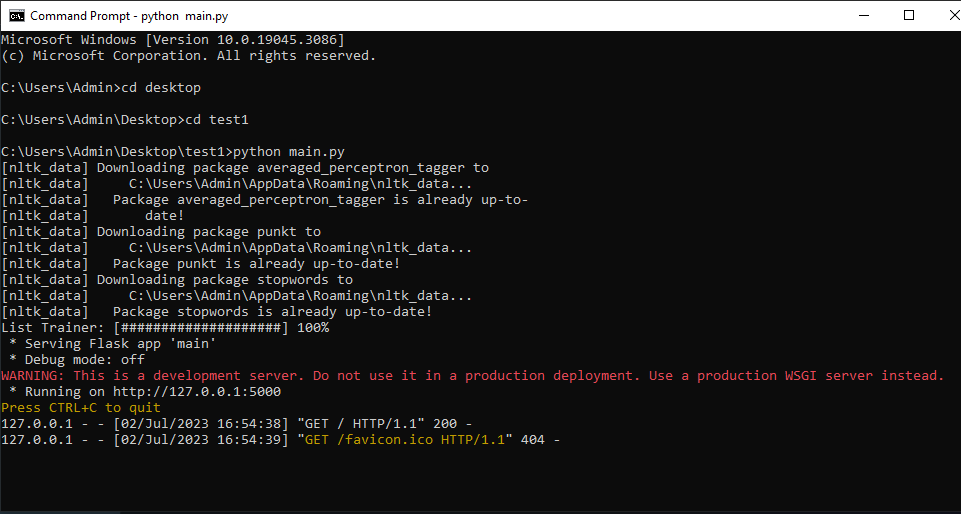 Command Prompt - python  main.py
Microsoft Windows [Version 10.0.19045.3086]
(c) Microsoft Corporation. All rights reserved.
C:\Users\Admin>cd desktop
C:\Users\Admin\Desktop>cd test1
C:\Users\Admin\Desktop\test1>python main.py
[nltk_data] Downloading package averaged_perceptron_tagger to
[nltk_data]     C:\Users\Admin\AppData\Roaming\nltk_data...
[nltk_data]   Package averaged_perceptron_tagger is already up-to-
[nltk_data]       date!
[nltk_data] Downloading package punkt to
[nltk_data]     C:\Users\Admin\AppData\Roaming\nltk_data...
[nltk_data]   Package punkt is already up-to-date!
[nltk_data] Downloading package stopwords to
[nltk_data]     C:\Users\Admin\AppData\Roaming\nltk_data...
[nltk_data]   Package stopwords is already up-to-date!
List Trainer: [####################] 100%
 * Serving Flask app 'main'
 * Debug mode: off
WARNING: This is a development server. Do not use it in a production deployment. Use a production WSGI server instead.
 * Running on http://127.0.0.1:5000
Press CTRL+C to quit
127.0.0.1 - - [02/Jul/2023 16:54:38] "GET / HTTP/1.1" 200 -
127.0.0.1 - - [02/Jul/2023 16:54:39] "GET /favicon.ico HTTP/1.1" 404 -